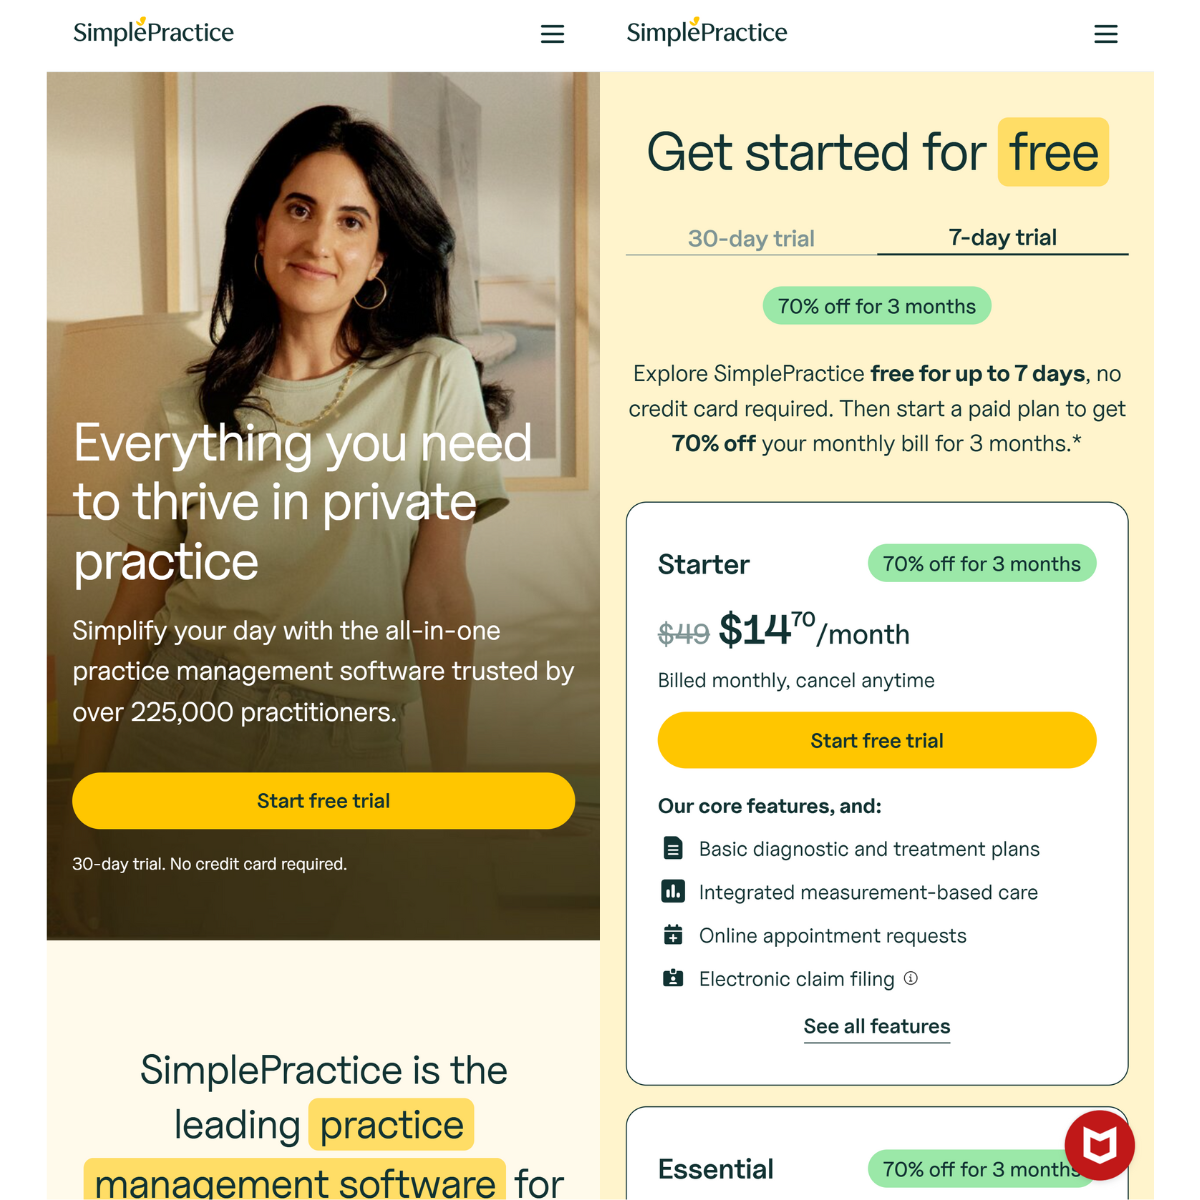 SimplePractice
Everything you need
to thrive in private
practice
Simplify your day with the all-in-one
practice management software trusted by
over 225,000 practitioners.
Start free trial
30-day trial. No credit card required.
SimplePractice is the
leading practice
management software for
SimplePractice
Get started for free
30-day trial
7-day trial
70% off for 3 months
Explore SimplePractice free for up to 7 days, no
credit card required. Then start a paid plan to get
70% off your monthly bill for 3 months.*
Starter
70% off for 3 months
$49 $1470/month
Billed monthly, cancel anytime
Start free trial
Our core features, and:
Basic diagnostic and treatment plans
Integrated measurement-based care
Online appointment requests
Electronic claim filing
See all features
Essential
70% off for 3 months